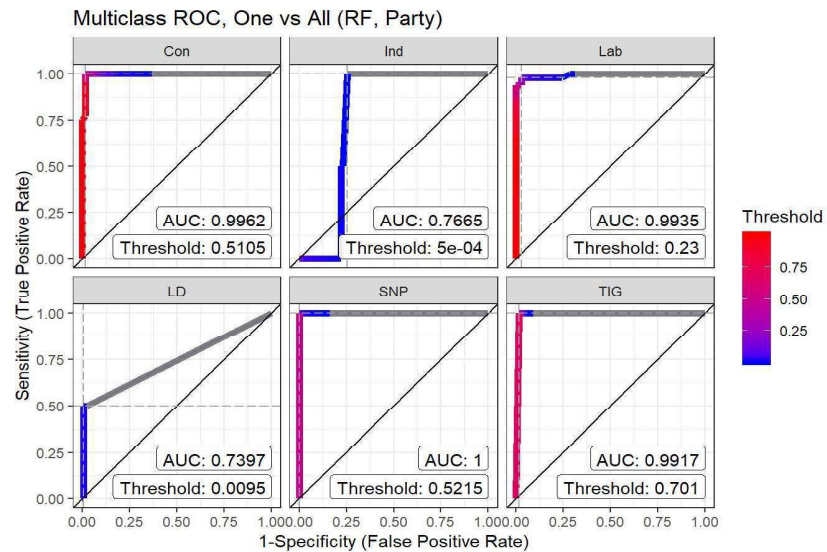 Multiclass ROC, One vs All (RF, Party)
Con
Ind
Lab
1.00
0.75
0.50
0.25
0.00
AUC: 0.9962
Threshold: 0.5105
AUC: 0.7665
Threshold: 5e-04
AUC: 0.9935
Threshold: 0.23
LD
SNP
TIG
1.00
0.75
0.50
0.25
0.00
AUC: 0.7397
Threshold: 0.0095
AUC: 1
Threshold: 0.5215
AUC: 0.9917
Threshold: 0.701
0.00 0.25 0.50 0.75 1.00
0.00 0.25 0.50 0.75 1.00
0.00 0.25 0.50 0.75 1.00
1-Specificity (False Positive Rate)
Sensitivity (True Positive Rate)
Threshold
0.75
0.50
0.25